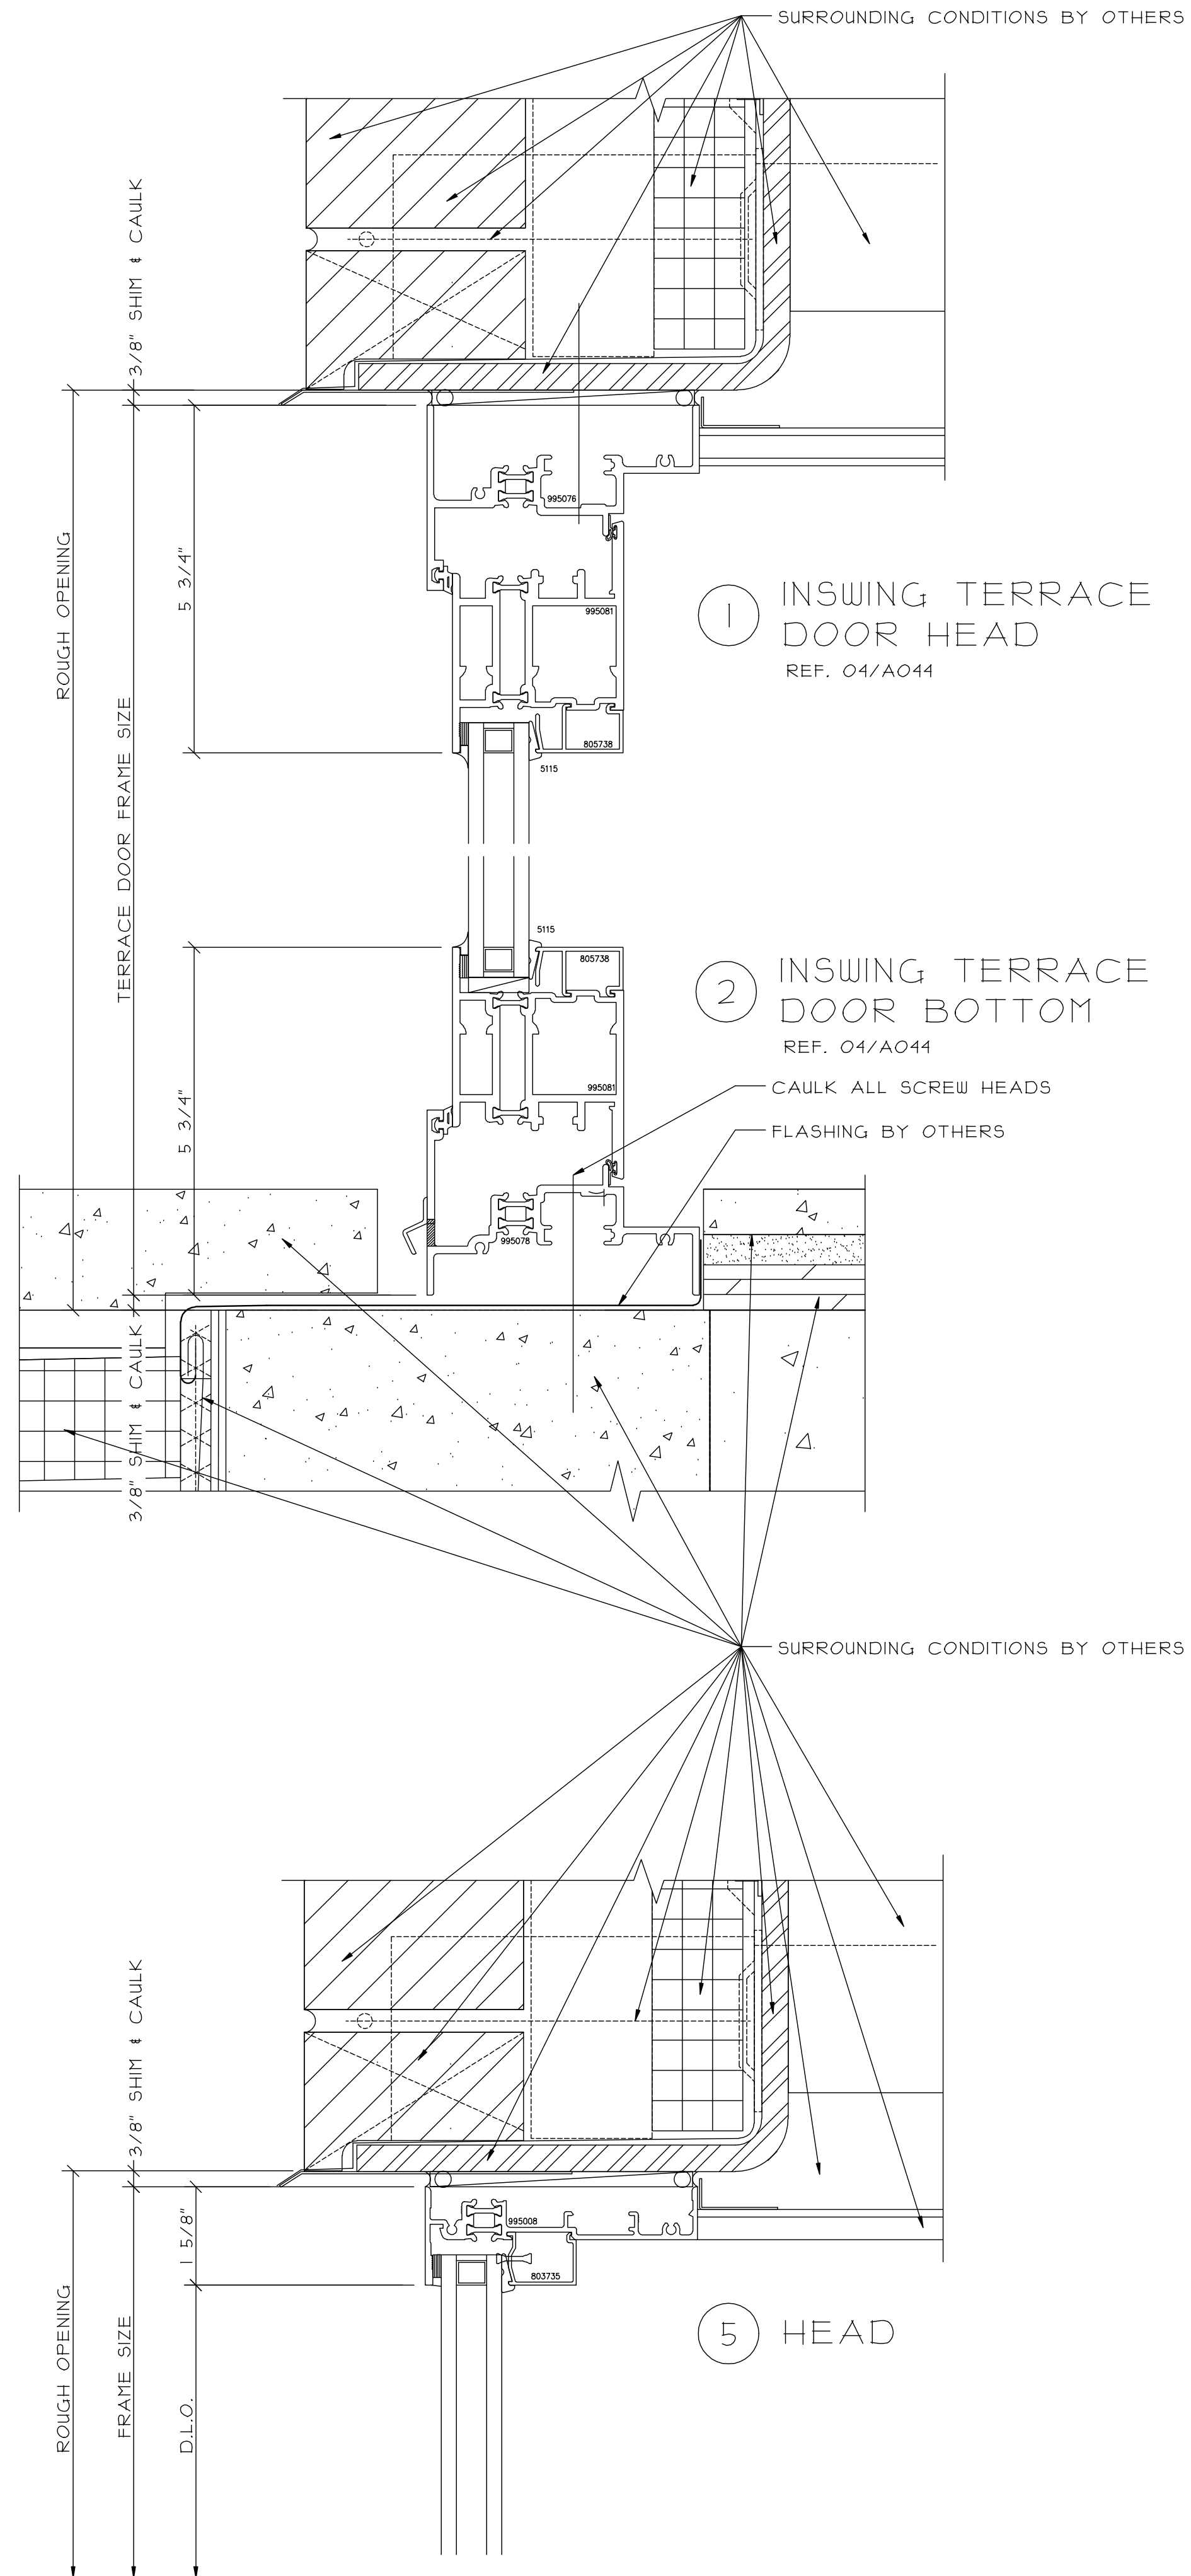 SURROUNDING CONDITIONS BY OTHERS
3/8" SHIM & CAULK
ROUGH OPENING
TERRACE DOOR FRAME SIZE
5 3/4"
995076
995081
805738
5115
1
INSWING TERRACE
DOOR HEAD
REF. 04/A044
5115
805738
995081
995078
2
INSWING TERRACE
DOOR BOTTOM
REF. 04/A044
CAULK ALL SCREW HEADS
FLASHING BY OTHERS
5 3/4"
3/8" SHIM & CAULK
SURROUNDING CONDITIONS BY OTHERS
3/8" SHIM & CAULK
1 5/8"
995008
803735
ROUGH OPENING
FRAME SIZE
D.L.O.
5
HEAD